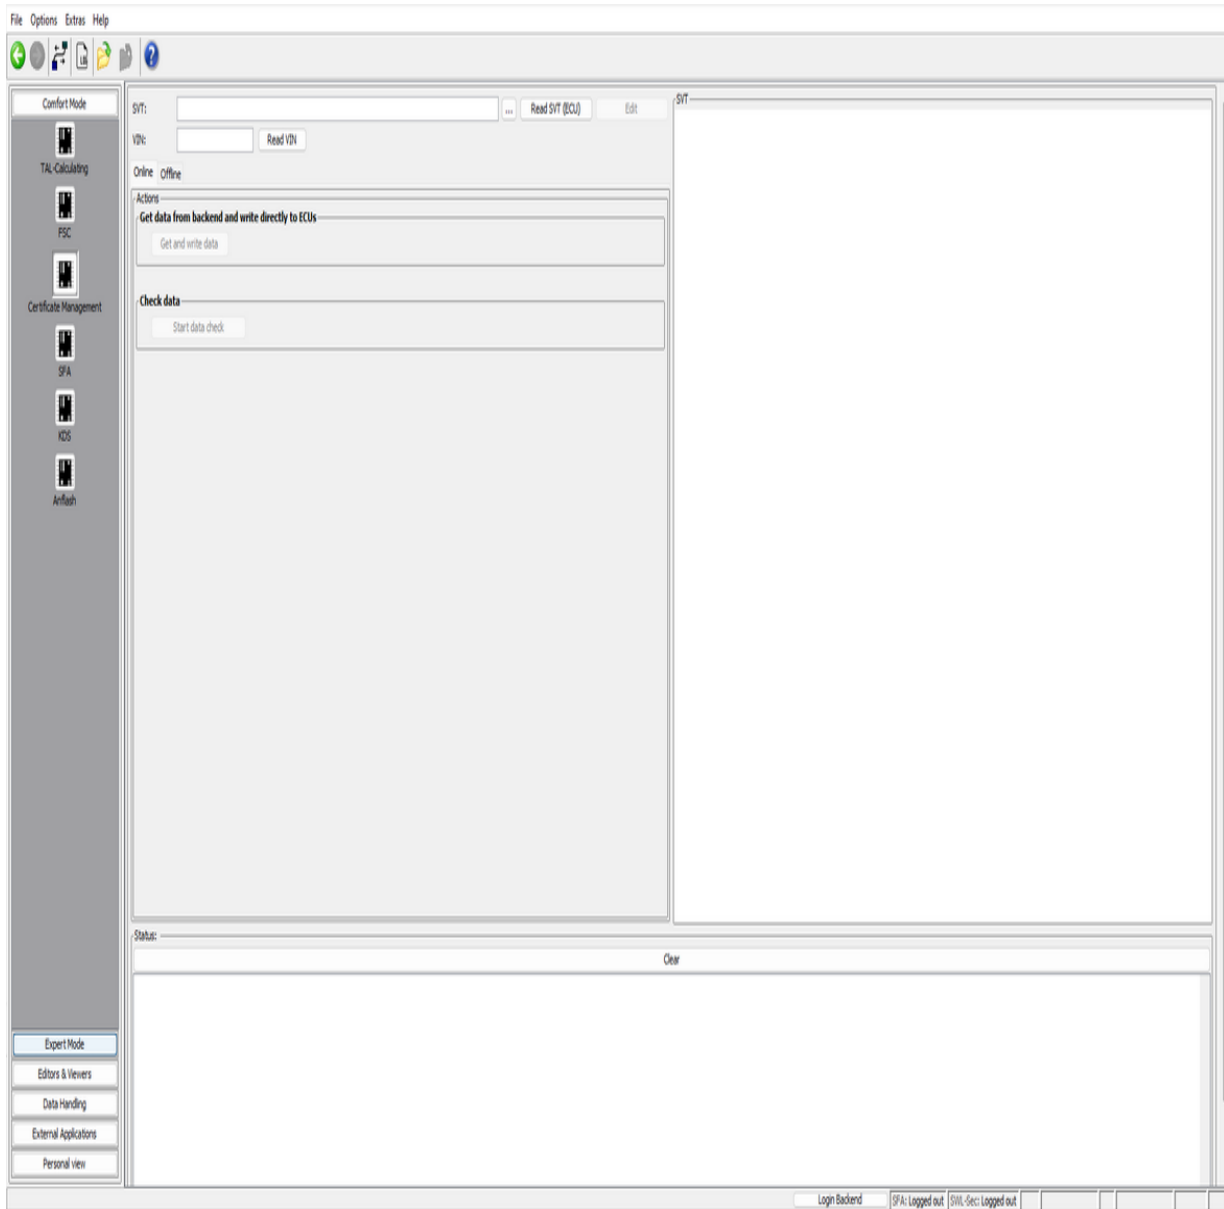 File Options Extras Help
Comfort Mode
TAL-Calculating
FSC
Certificate Management
SFA
KDS
Anflash
Expert Mode
Editors & Viewers
Data Handling
External Applications
Personal view
SVT:
...
Read SVT (ECU)
Edit
VIN:
Read VIN
Online Offline
Actions
Get data from backend and write directly to ECUs
Get and write data
Check data
Start data check
SVT
Status:
Clear
Login Backend
SFA: Logged out
SWL-Sec: Logged out